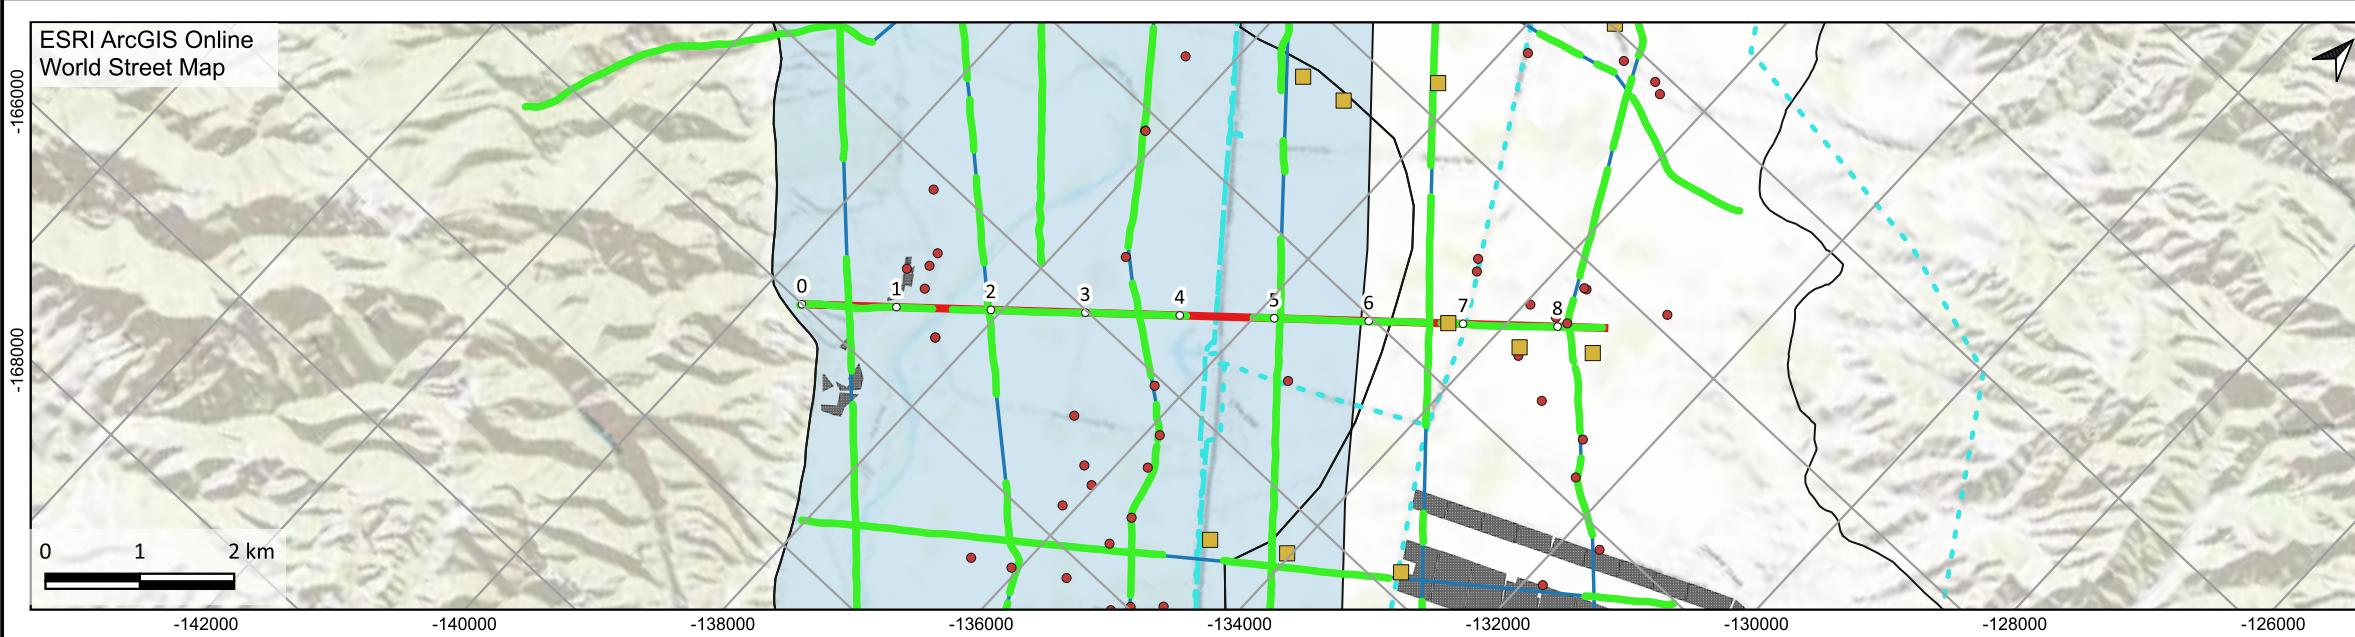 ESRI ArcGIS Online
World Street Map
-166000
-168000
0 1 2 3 4 5 6 7 8
0 1 2 km
-142000 -140000 -138000 -136000 -134000 -132000 -130000 -128000 -126000